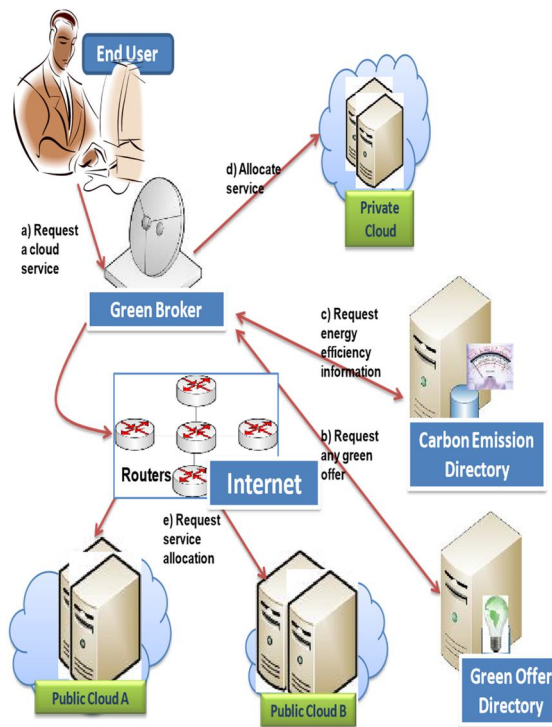 End User
d) Allocate
service
a) Request
a cloud
service
Private
Cloud
Green Broker
c) Request
energy
efficiency
information
b) Request
any green
offer
Carbon Emission
Directory
Routers
Internet
e) Request
service
allocation
Public Cloud A
Public Cloud B
Green Offer
Directory